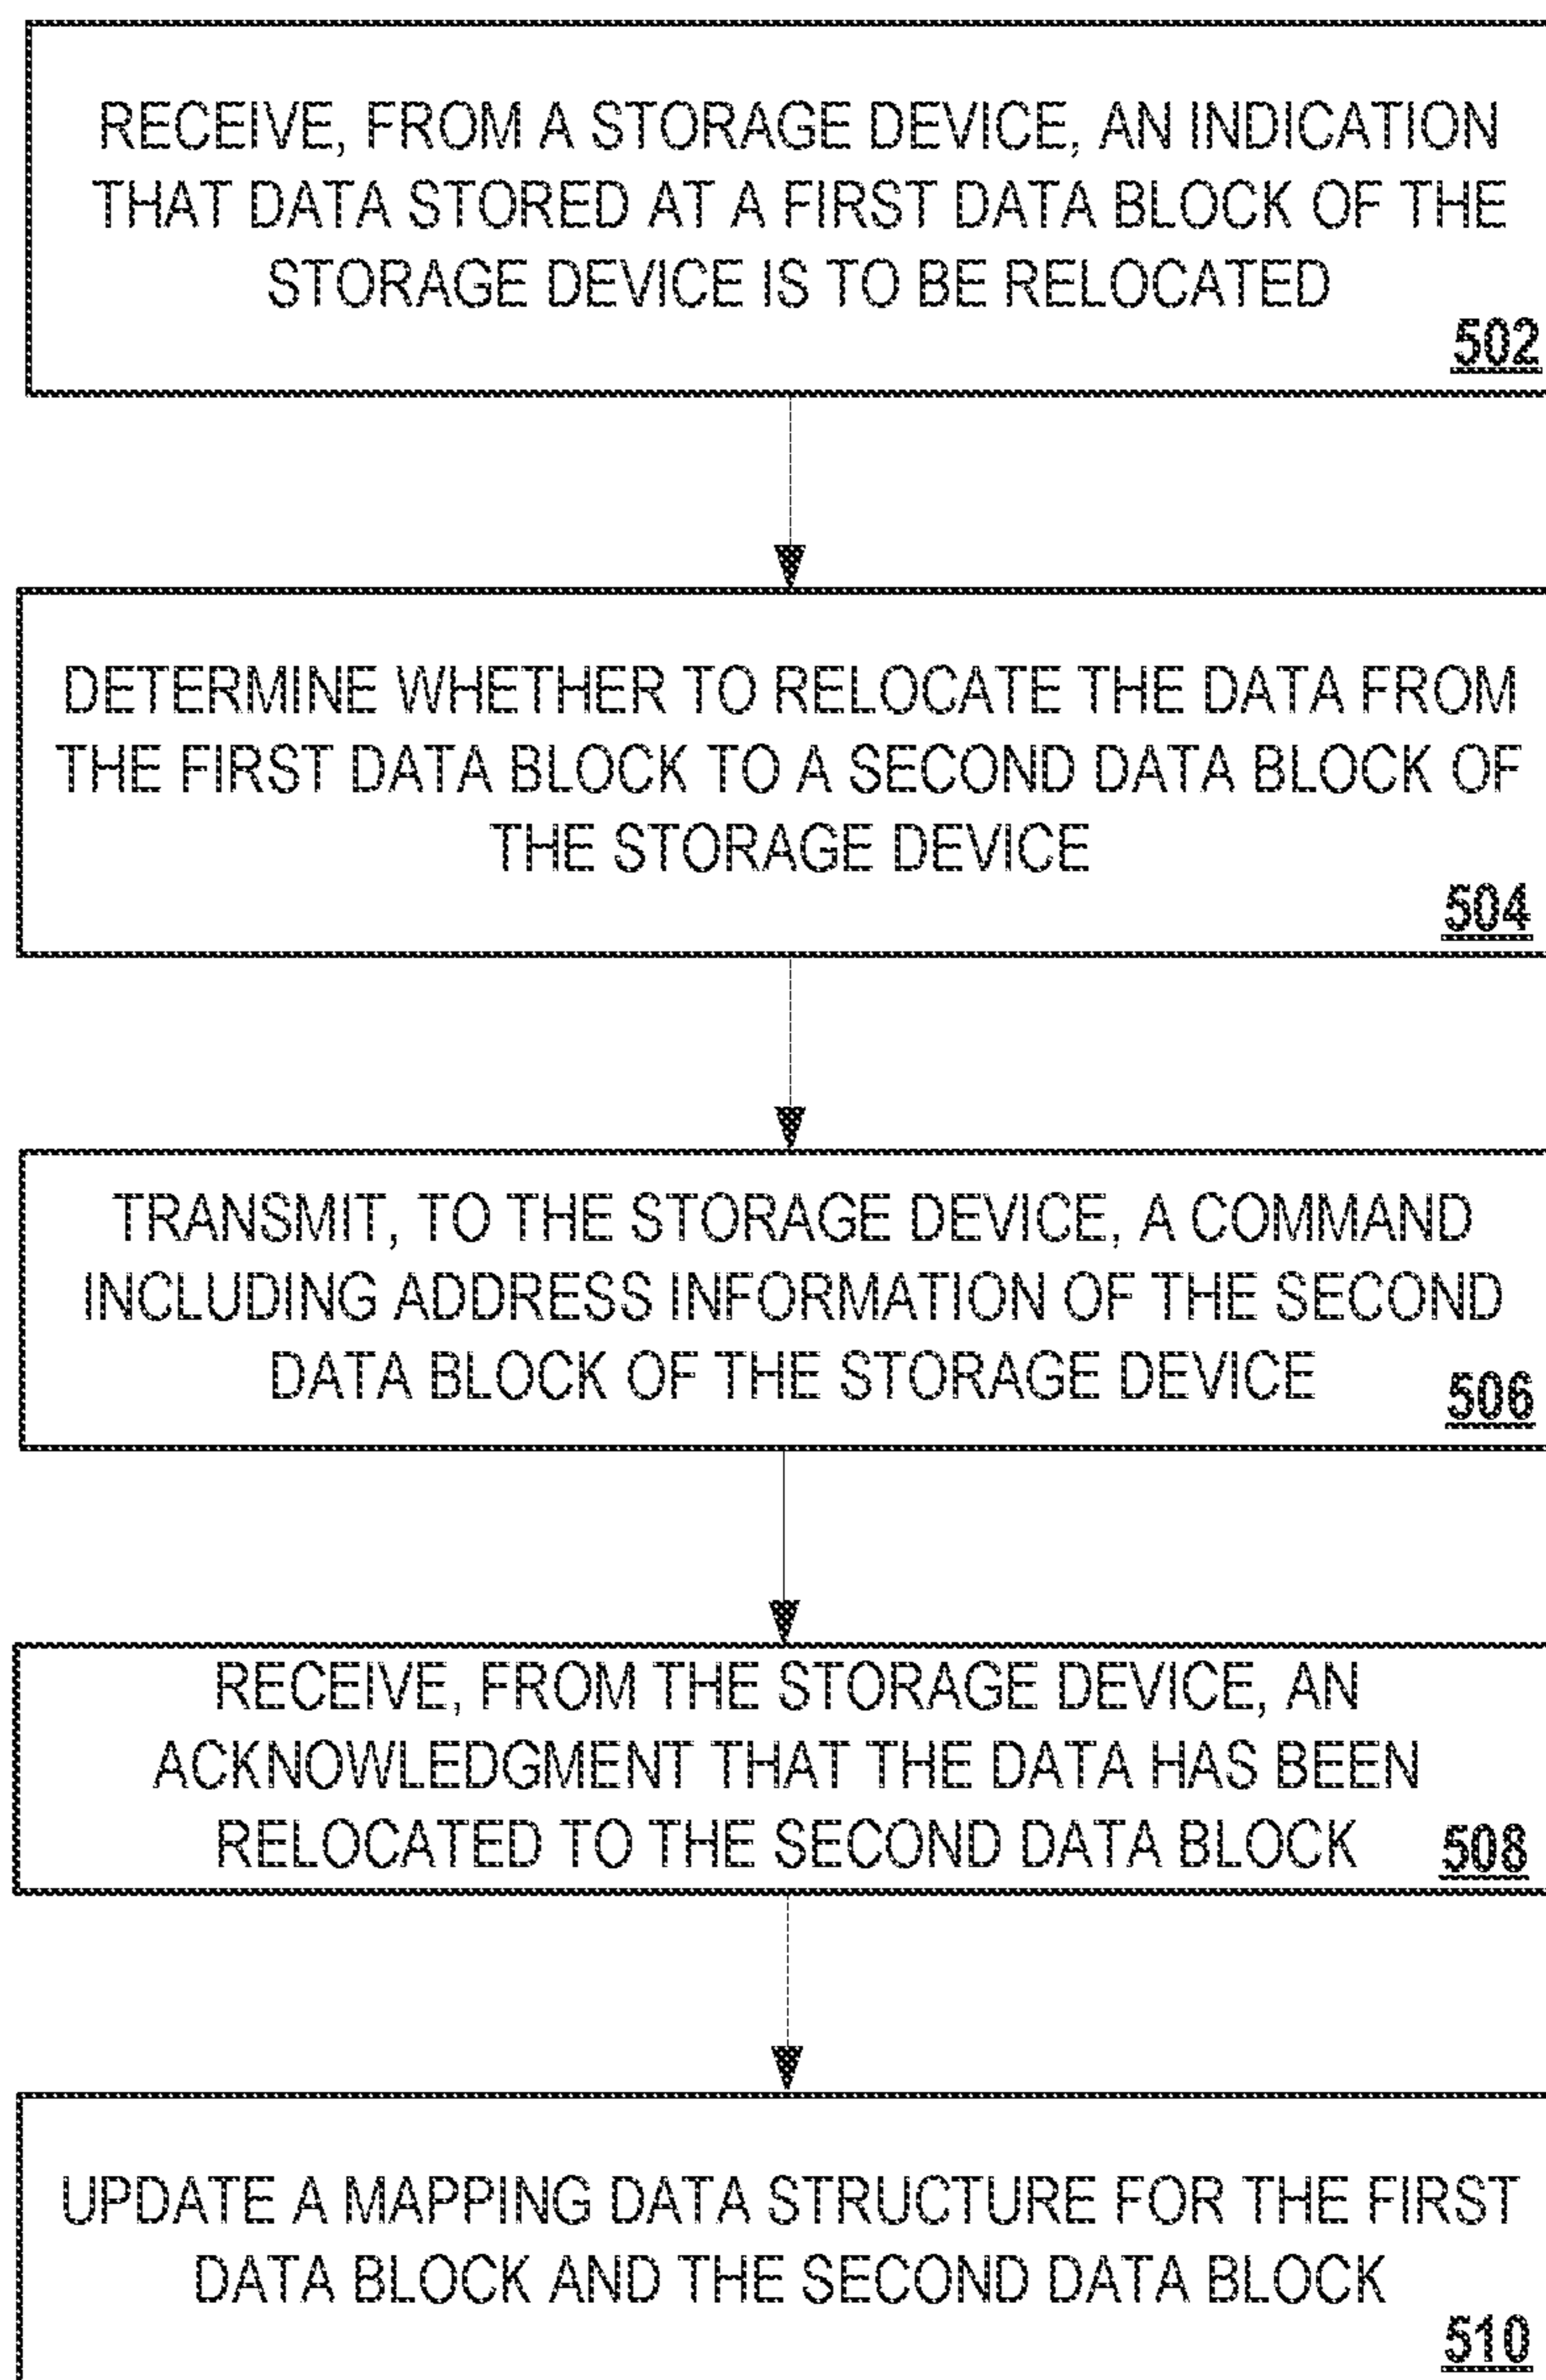 RECEIVE, FROM A STORAGE DEVICE, AN INDICATION
THAT DATA STORED AT A FIRST DATA BLOCK OF THE
STORAGE DEVICE IS TO BE RELOCATED
502
DETERMINE WHETHER TO RELOCATE THE DATA FROM
THE FIRST DATA BLOCK TO A SECOND DATA BLOCK OF
THE STORAGE DEVICE
504
TRANSMIT, TO THE STORAGE DEVICE, A COMMAND
INCLUDING ADDRESS INFORMATION OF THE SECOND
DATA BLOCK OF THE STORAGE DEVICE
506
RECEIVE, FROM THE STORAGE DEVICE, AN
ACKNOWLEDGMENT THAT THE DATA HAS BEEN
RELOCATED TO THE SECOND DATA BLOCK
508
UPDATE A MAPPING DATA STRUCTURE FOR THE FIRST
DATA BLOCK AND THE SECOND DATA BLOCK
510